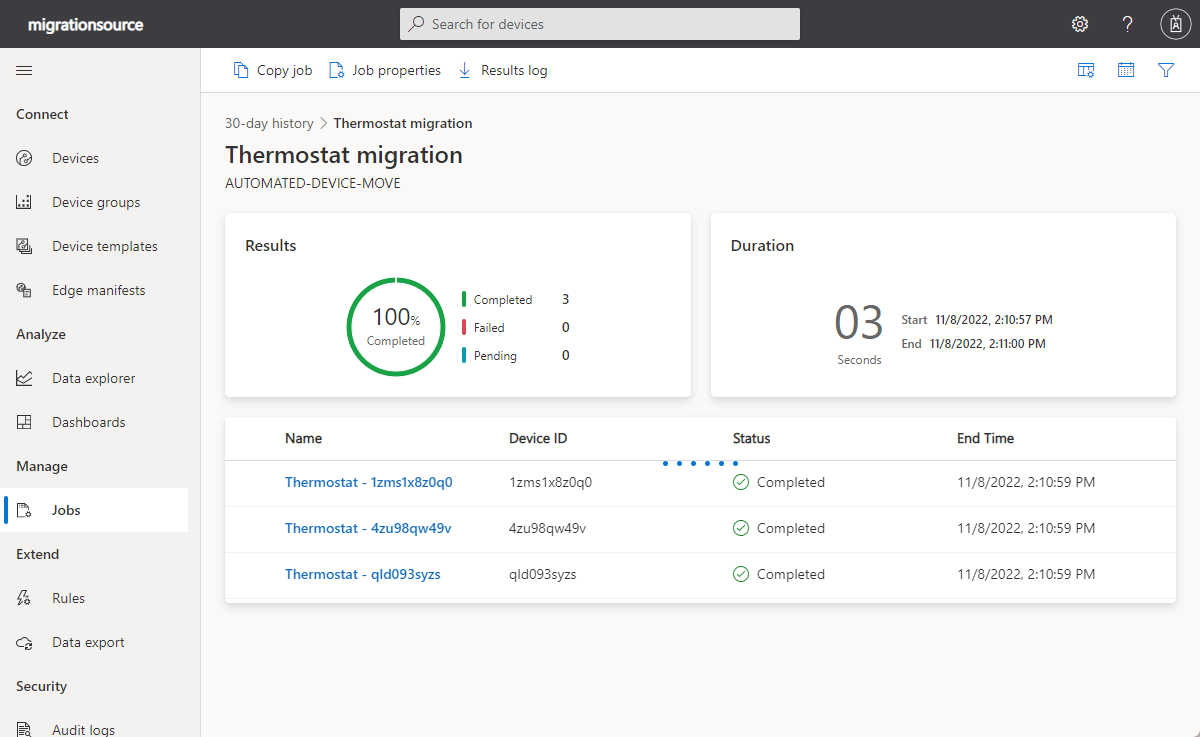 migrationsource
Search for devices
?
Copy job
Job properties
Results log
Connect
Devices
Device groups
Device templates
Edge manifests
Analyze
Data explorer
Dashboards
Manage
Jobs
Extend
Rules
Data export
Security
Audit logs
30-day history > Thermostat migration
Thermostat migration
AUTOMATED-DEVICE-MOVE
Results
100%
Completed
Completed 3
Failed 0
Pending 0
Duration
03
Seconds
Start 11/8/2022, 2:10:57 PM
End 11/8/2022, 2:11:00 PM
Name Device ID Status End Time
Thermostat - 1zms1x8z0q0 1zms1x8z0q0 Completed 11/8/2022, 2:10:59 PM
Thermostat - 4zu98qw49v 4zu98qw49v Completed 11/8/2022, 2:10:59 PM
Thermostat - qld093syzs qld093syzs Completed 11/8/2022, 2:10:59 PM